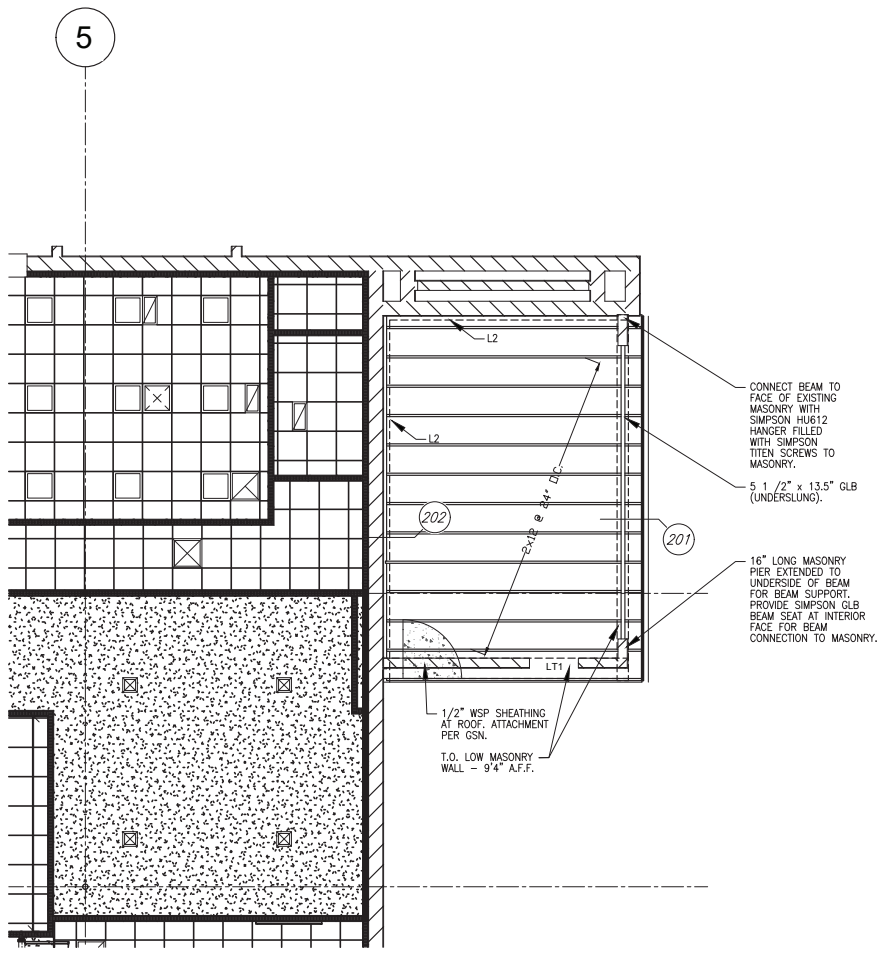 5
L2
L2
2x12 @ 24" O.C.
202
201
LT1
CONNECT BEAM TO
FACE OF EXISTING
MASONRY WITH
SIMPSON HU612
HANGER FILLED
WITH SIMPSON
TITEN SCREWS TO
MASONRY.
5 1 /2" x 13.5" GLB
(UNDERSLUNG).
16" LONG MASONRY
PIER EXTENDED TO
UNDERSIDE OF BEAM
FOR BEAM SUPPORT.
PROVIDE SIMPSON GLB
BEAM SEAT AT INTERIOR
FACE FOR BEAM
CONNECTION TO MASONRY.
1/2" WSP SHEATHING
AT ROOF. ATTACHMENT
PER GSN.
T.O. LOW MASONRY
WALL – 9'4" A.F.F.